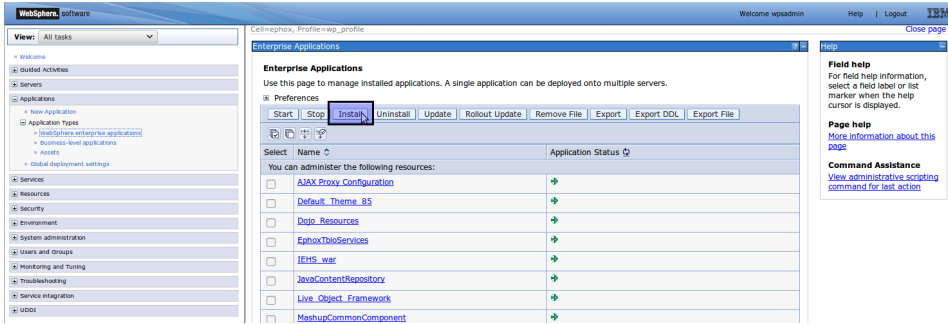 WebSphere. software
Welcome wpsadmin
Help | Logout
IBM
View: All tasks
Welcome
Guided Activities
Servers
Applications
New Application
Application Types
WebSphere enterprise applications
Business-level applications
Assets
Global deployment settings
Services
Resources
Security
Environment
System administration
Users and Groups
Monitoring and Tuning
Troubleshooting
Service integration
UDDI
Cell=ephox, Profile=wp_profile
Close page
Enterprise Applications
Enterprise Applications
Use this page to manage installed applications. A single application can be deployed onto multiple servers.
Preferences
Start Stop Install Uninstall Update Rollout Update Remove File Export Export DDL Export File
Select Name Application Status
You can administer the following resources:
AJAX Proxy Configuration
Default_Theme_85
Dojo_Resources
EphoxTbioServices
IEHS_war
JavaContentRepository
Live_Object_Framework
MashupCommonComponent
Help
Field help
For field help information,
select a field label or list
marker when the help
cursor is displayed.
Page help
More information about this
page
Command Assistance
View administrative scripting
command for last action